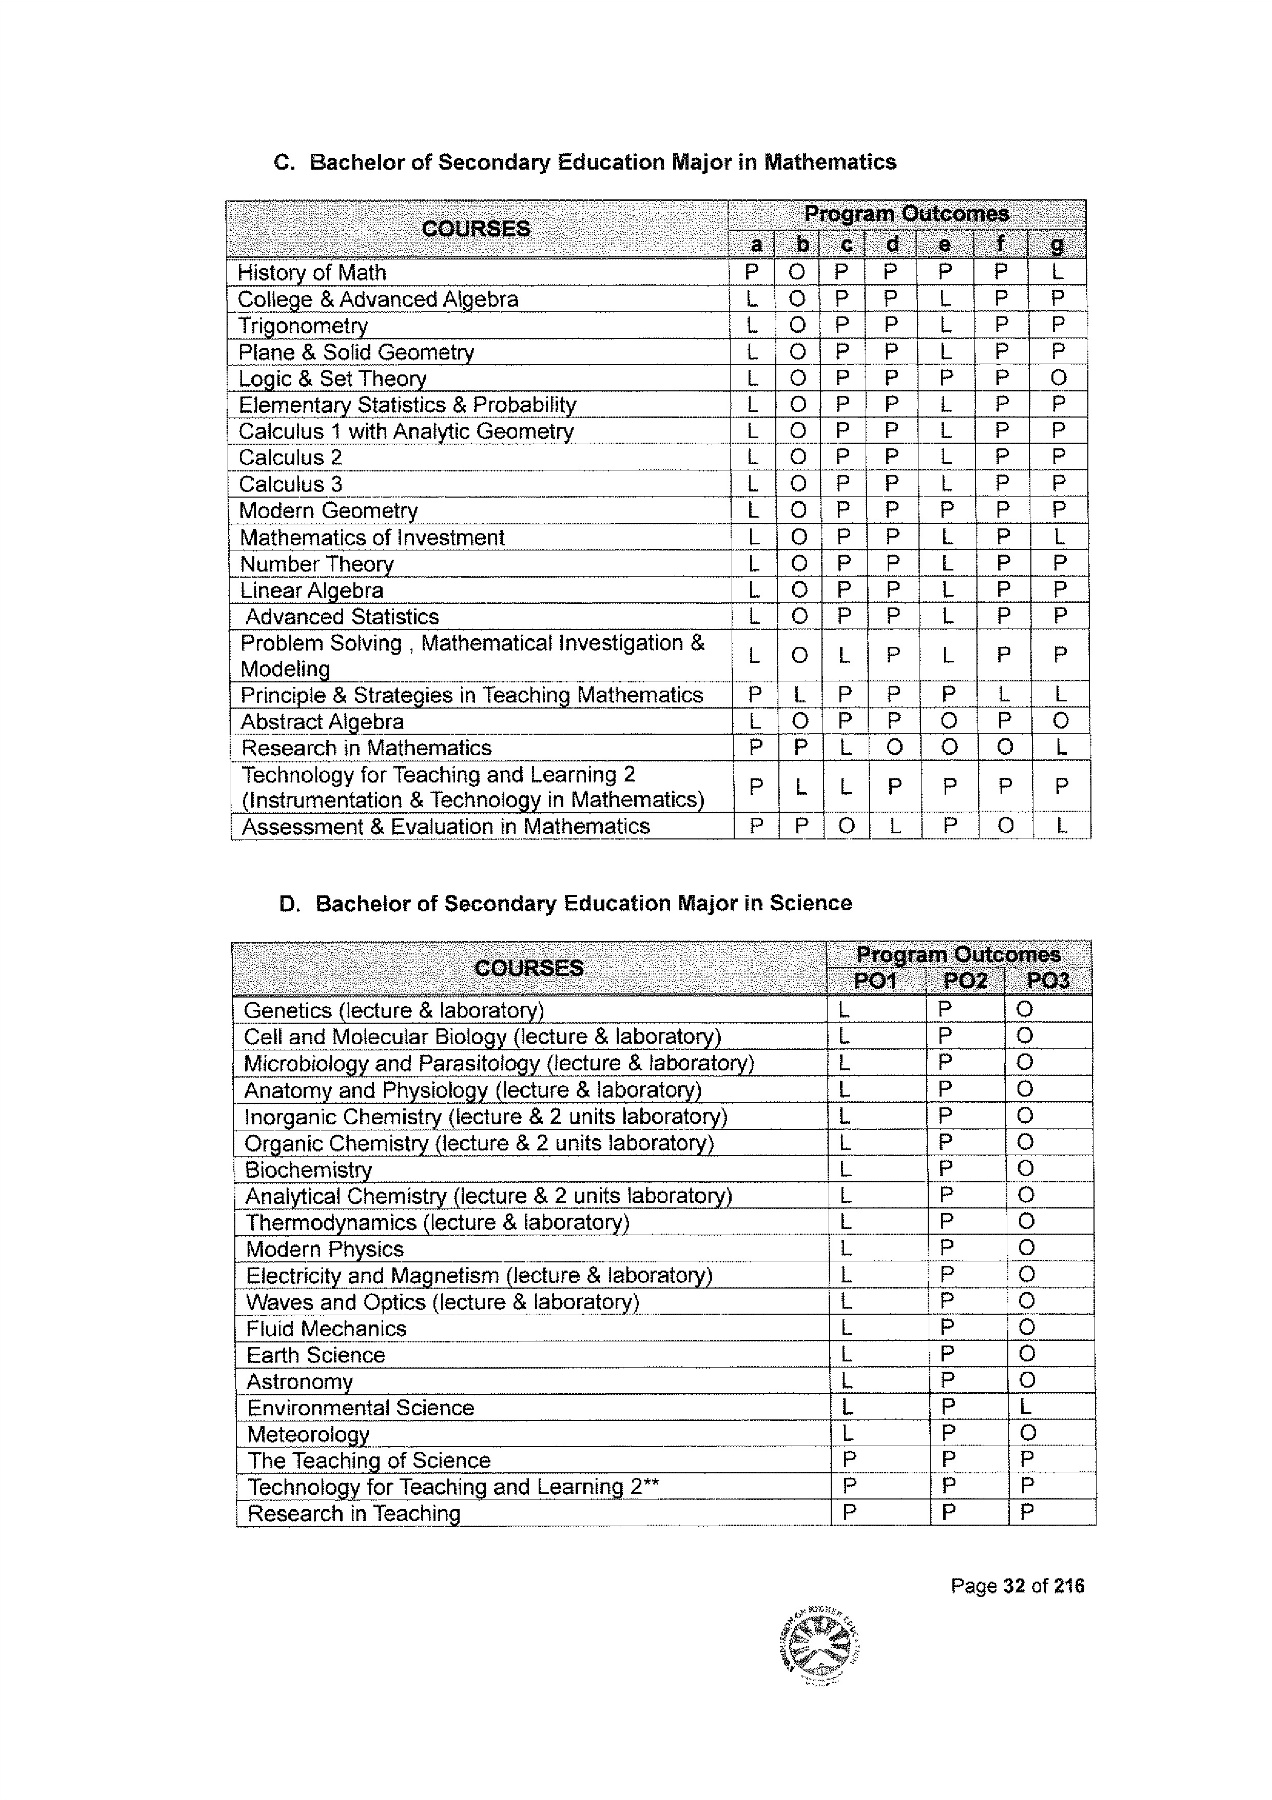 C. Bachelor of Secondary Education Major in Mathematics
COURSES Program Outcomes
a b c d e f g
History of Math P O P P P P L
College & Advanced Algebra L O P P L P P
Trigonometry L O P P L P P
Plane & Solid Geometry L O P P L P P
Logic & Set Theory L O P P P P O
Elementary Statistics & Probability L O P P L P P
Calculus 1 with Analytic Geometry L O P P L P P
Calculus 2 L O P P L P P
Calculus 3 L O P P L P P
Modern Geometry L O P P P P P
Mathematics of Investment L O P P L P L
Number Theory L O P P L P P
Linear Algebra L O P P L P P
Advanced Statistics L O P P L P P
Problem Solving , Mathematical Investigation &
Modeling L O L P L P P
Principle & Strategies in Teaching Mathematics P L P P P L L
Abstract Algebra L O P P O P O
Research in Mathematics P P L O O O L
Technology for Teaching and Learning 2
(Instrumentation & Technology in Mathematics) P L L P P P P
Assessment & Evaluation in Mathematics P P O L P O L
D. Bachelor of Secondary Education Major in Science
COURSES Program Outcomes
PO1 PO2 PO3
Genetics (lecture & laboratory) L P O
Cell and Molecular Biology (lecture & laboratory) L P O
Microbiology and Parasitology (lecture & laboratory) L P O
Anatomy and Physiology (lecture & laboratory) L P O
Inorganic Chemistry (lecture & 2 units laboratory) L P O
Organic Chemistry (lecture & 2 units laboratory) L P O
Biochemistry L P O
Analytical Chemistry (lecture & 2 units laboratory) L P O
Thermodynamics (lecture & laboratory) L P O
Modern Physics L P O
Electricity and Magnetism (lecture & laboratory) L P O
Waves and Optics (lecture & laboratory) L P O
Fluid Mechanics L P O
Earth Science L P O
Astronomy L P O
Environmental Science L P L
Meteorology L P O
The Teaching of Science P P P
Technology for Teaching and Learning 2** P P P
Research in Teaching P P P
Page 32 of 216